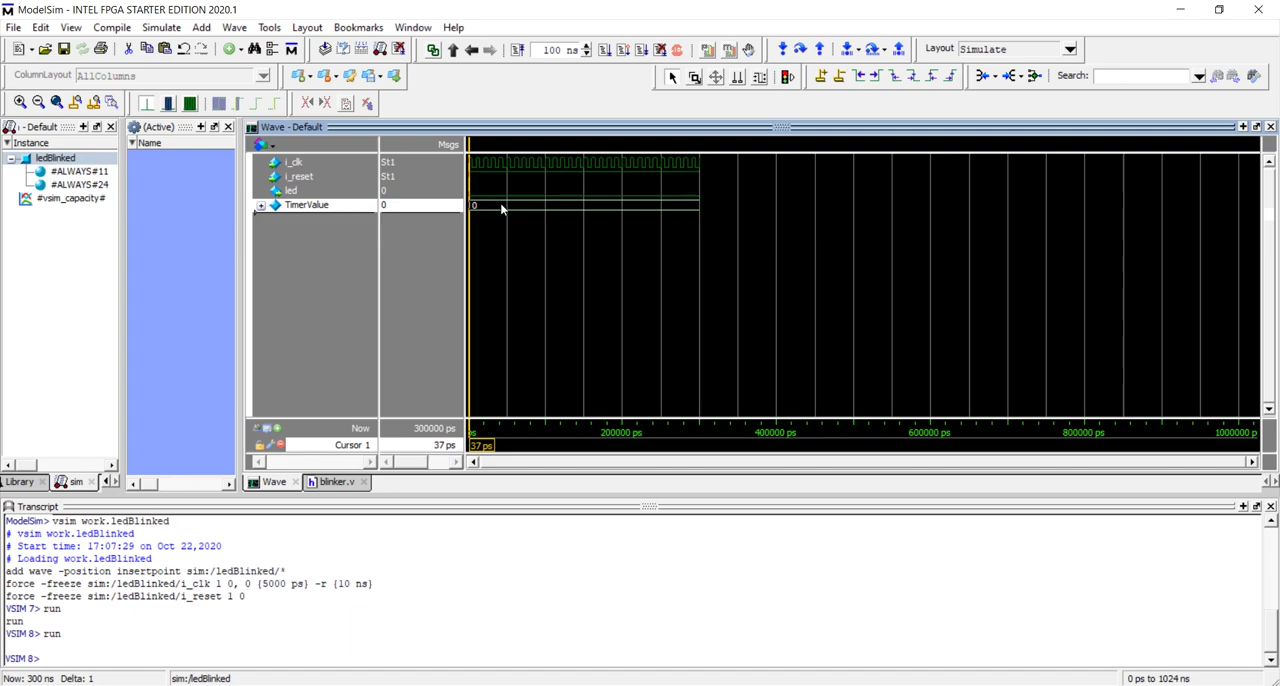 ModelSim - INTEL FPGA STARTER EDITION 2020.1
File Edit View Compile Simulate Add Wave Tools Layout Bookmarks Window Help
100 ns Layout Simulate
ColumnLayout AllColumns Search:
- Default (Active) Wave - Default
Instance Name Msgs
ledBlinked
#ALWAYS#11
#ALWAYS#24
#vsim_capacity#
i_clk St1
i_reset St1
led 0
TimerValue 0 0
Now 300000 ps ps 200000 ps 400000 ps 600000 ps 800000 ps 1000000 p
Cursor 1 37 ps 37 ps
Library sim Wave blinker.v
Transcript
ModelSim> vsim work.ledBlinked
# vsim work.ledBlinked
# Start time: 17:07:29 on Oct 22,2020
# Loading work.ledBlinked
add wave -position insertpoint sim:/ledBlinked/*
force -freeze sim:/ledBlinked/i_clk 1 0, 0 {5000 ps} -r {10 ns}
force -freeze sim:/ledBlinked/i_reset 1 0
VSIM 7> run
run
VSIM 8> run
VSIM 8>
Now: 300 ns Delta: 1 sim:/ledBlinked 0 ps to 1024 ns